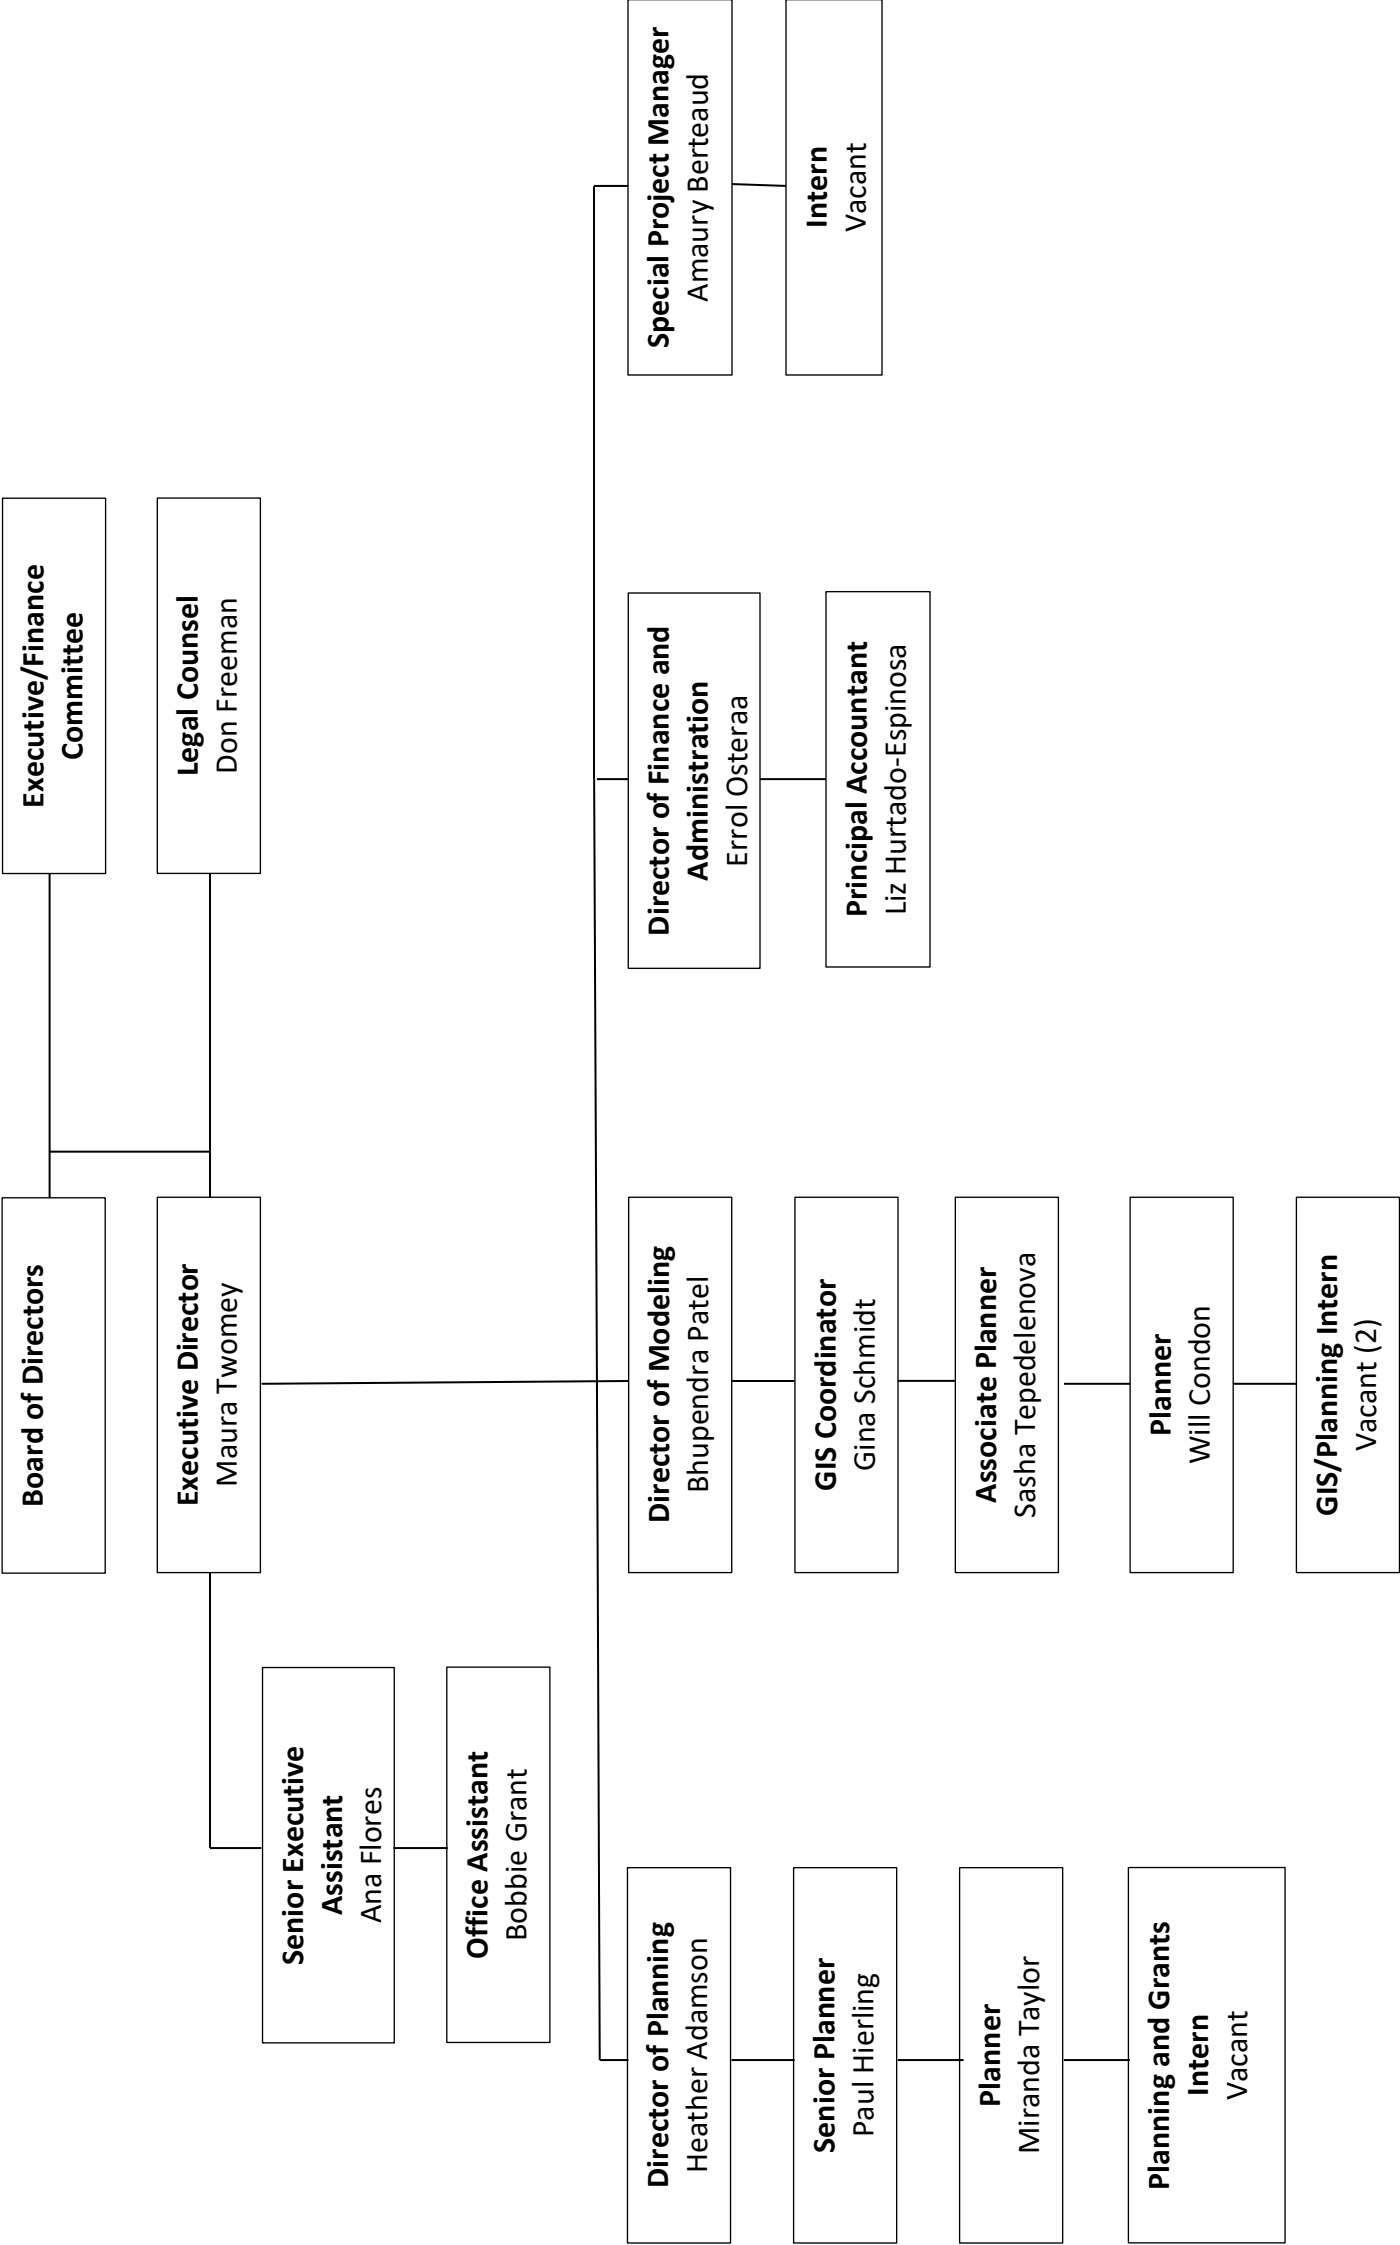 Board of Directors
Executive/Finance
Committee
Executive Director
Maura Twomey
Legal Counsel
Don Freeman
Senior Executive
Assistant
Ana Flores
Office Assistant
Bobbie Grant
Director of Planning
Heather Adamson
Senior Planner
Paul Hierling
Planner
Miranda Taylor
Planning and Grants
Intern
Vacant
Director of Modeling
Bhupendra Patel
GIS Coordinator
Gina Schmidt
Associate Planner
Sasha Tepedelenova
Planner
Will Condon
GIS/Planning Intern
Vacant (2)
Director of Finance and
Administration
Errol Osteraa
Principal Accountant
Liz Hurtado-Espinosa
Special Project Manager
Amaury Berteaud
Intern
Vacant